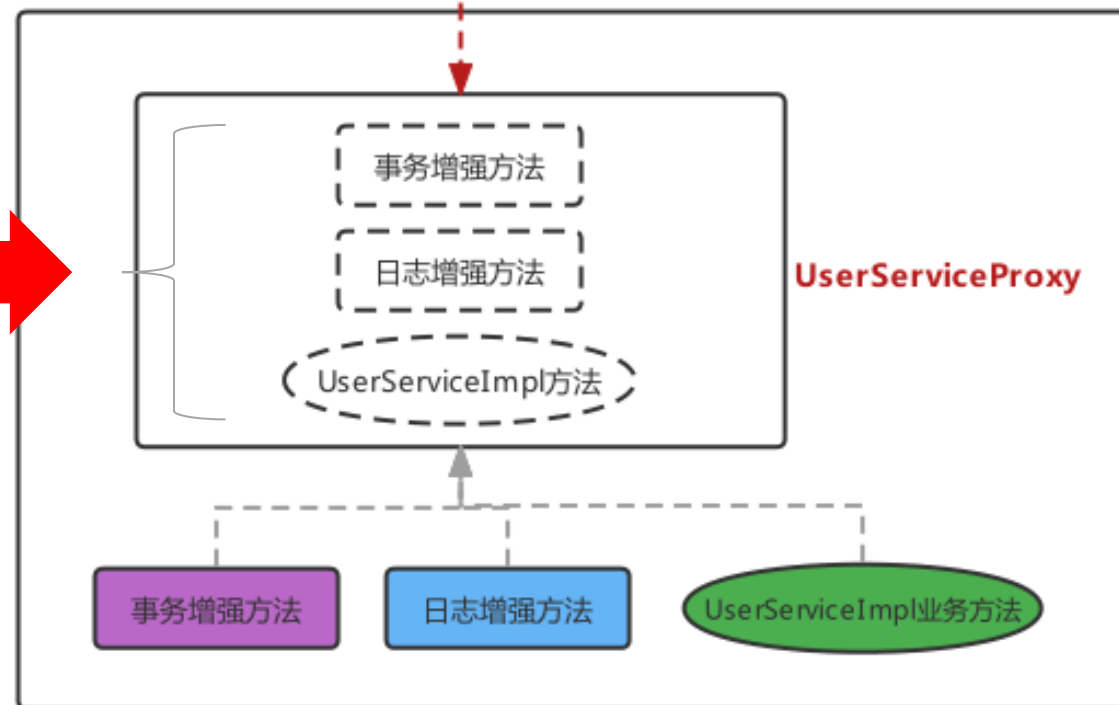 事务增强方法
日志增强方法
UserServiceProxy
UserServiceImpl方法
事务增强方法
日志增强方法
UserServiceImpl业务方法